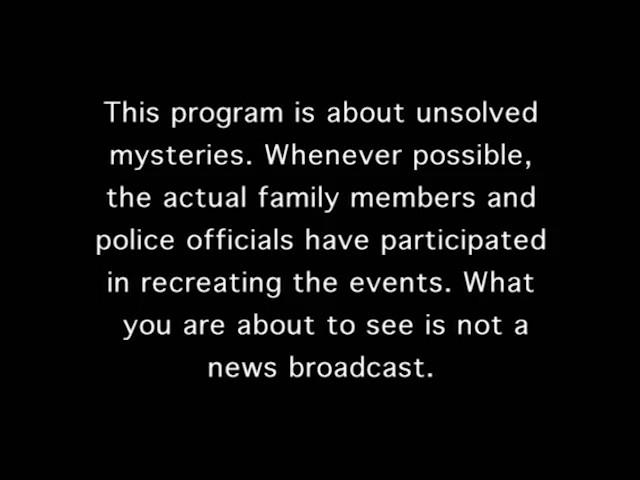 This program is about unsolved
mysteries. Whenever possible,
the actual family members and
police officials have participated
in recreating the events. What
you are about to see is not a
news broadcast.